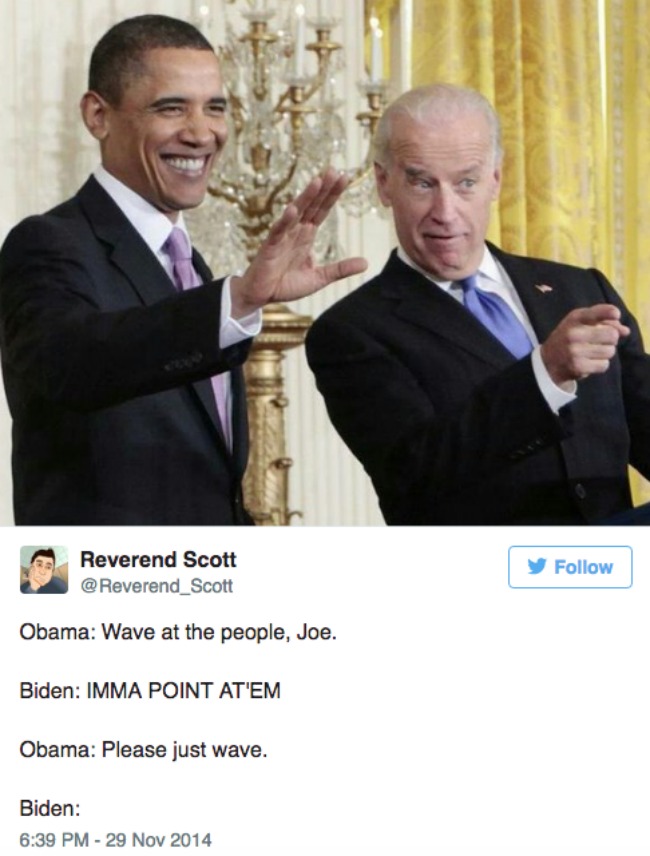 Reverend Scott
@Reverend_Scott
Follow
Obama: Wave at the people, Joe.
Biden: IMMA POINT AT'EM
Obama: Please just wave.
Biden:
6:39 PM - 29 Nov 2014